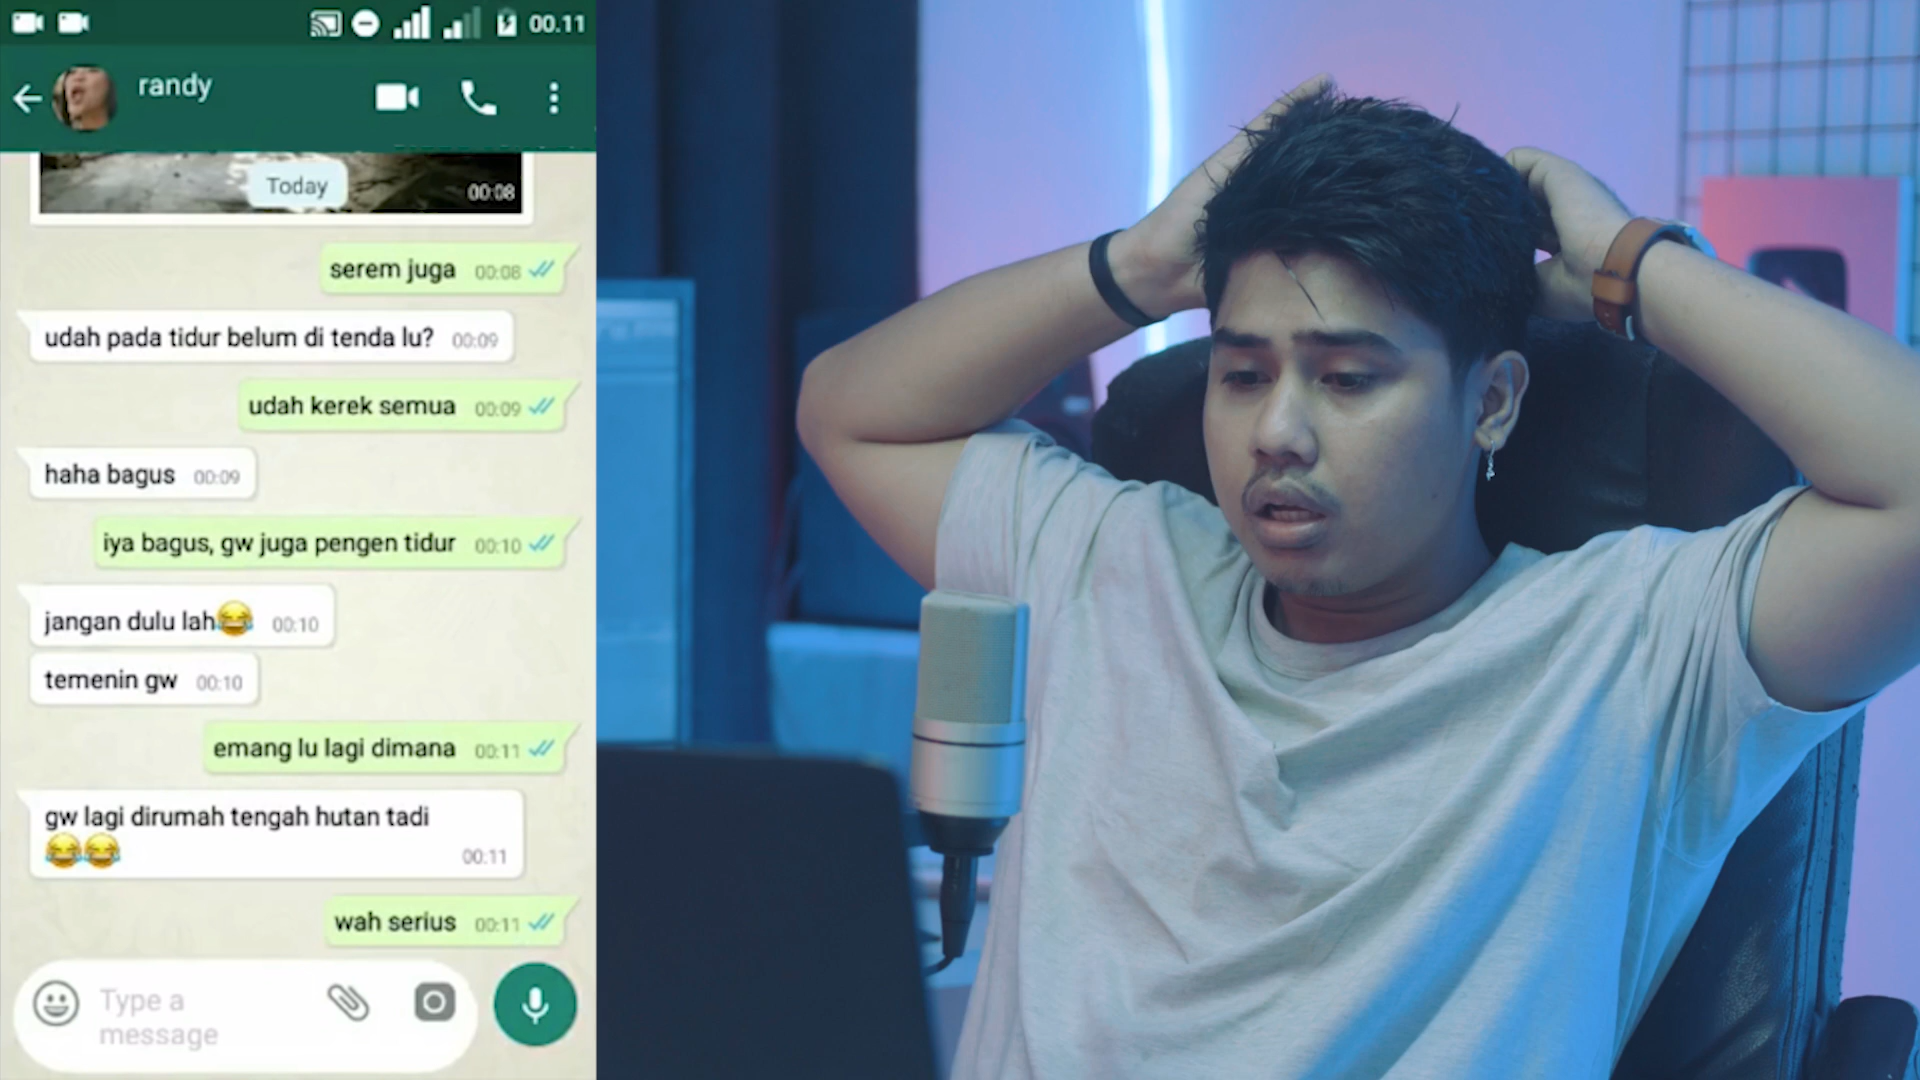 00.11
randy
Today
00:08
serem juga 00:08
udah pada tidur belum di tenda lu? 00:09
udah kerek semua 00:09
haha bagus 00:09
iya bagus, gw juga pengen tidur 00:10
jangan dulu lah😂 00:10
temenin gw 00:10
emang lu lagi dimana 00:11
gw lagi dirumah tengah hutan tadi
😂😂 00:11
wah serius 00:11
Type a
message